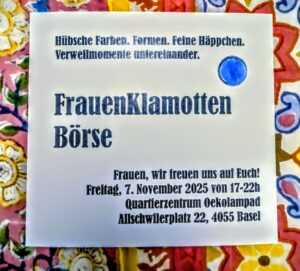 Hübsche Farben. Formen. Feine Häppchen.
Verweilmomente untereinander.
FrauenKlamotten
Börse
Frauen, wir freuen uns auf Euch!
Freitag, 7. November 2025 von 17-22h
Quartierzentrum Oekolampad
Allschwilerplatz 22, 4055 Basel